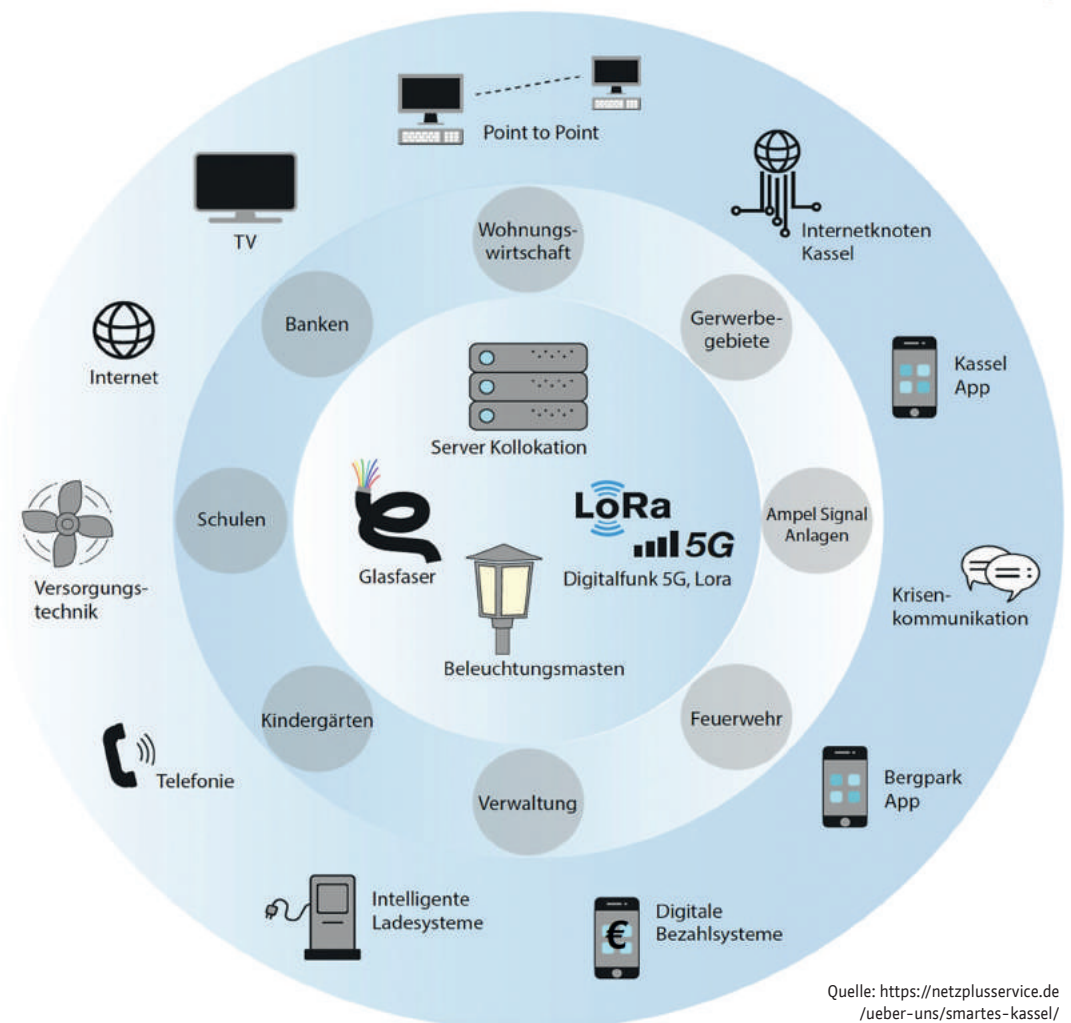 Point to Point
TV
Wohnungs-
wirtschaft
Internetknoten
Kassel
Banken
Gerwerbe-
gebiete
Internet
Kassel
App
Server Kollokation
LoRa
5G
Schulen
Ampel Signal
Anlagen
Glasfaser
Digitalfunk 5G, Lora
Versorgungs-
technik
Krisen-
kommunikation
Beleuchtungsmasten
Kindergärten
Feuerwehr
Telefonie
Bergpark
App
Verwaltung
Intelligente
Ladesysteme
€
Digitale
Bezahlsysteme
Quelle: https://netzplusservice.de
/ueber-uns/smartes-kassel/